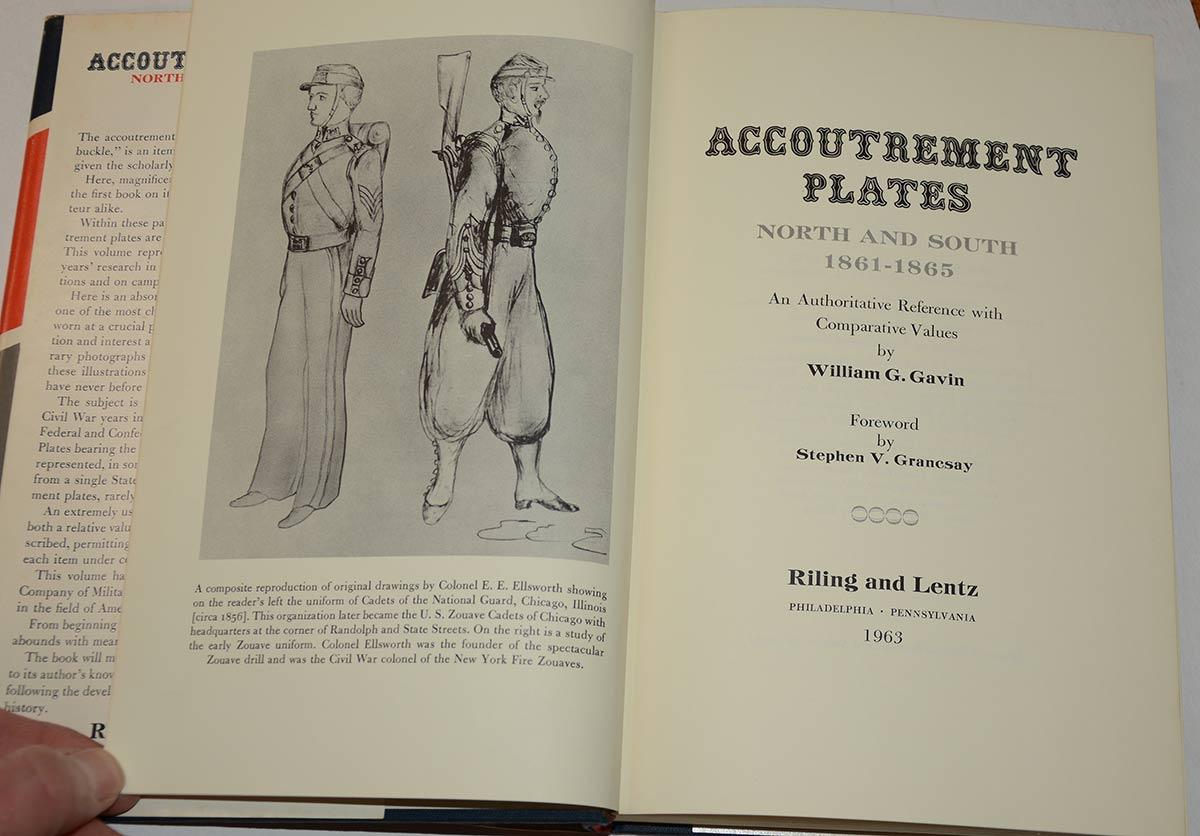 ACCOUT
NORTH
The accoutrement
buckle,” is an item
given the scholarly
Here, magnifice
the first book on it
teur alike.
Within these pa
trement plates are
This volume repr
years’ research in
tions and on camp
Here is an absor
one of the most cl
worn at a crucial p
tion and interest a
rary photographs
these illustrations
have never before
The subject is
Civil War years in
Federal and Confe
Plates bearing the
represented, in sor
from a single State
ment plates, rarely
An extremely us
both a relative valu
scribed, permitting
each item under co
This volume ha
Company of Milita
in the field of Ame
From beginning
abounds with mean
The book will m
to its author’s know
following the devel
history.
R
E E E
A composite reproduction of original drawings by Colonel E. E. Ellsworth showing
on the reader’s left the uniform of Cadets of the National Guard, Chicago, Illinois
[circa 1856]. This organization later became the U. S. Zouave Cadets of Chicago with
headquarters at the corner of Randolph and State Streets. On the right is a study of
the early Zouave uniform. Colonel Ellsworth was the founder of the spectacular
Zouave drill and was the Civil War colonel of the New York Fire Zouaves.
ACCOUTREMENT
PLATES
NORTH AND SOUTH
1861-1865
An Authoritative Reference with
Comparative Values
by
William G. Gavin
Foreword
by
Stephen V. Grancsay
Riling and Lentz
PHILADELPHIA · PENNSYLVANIA
1963